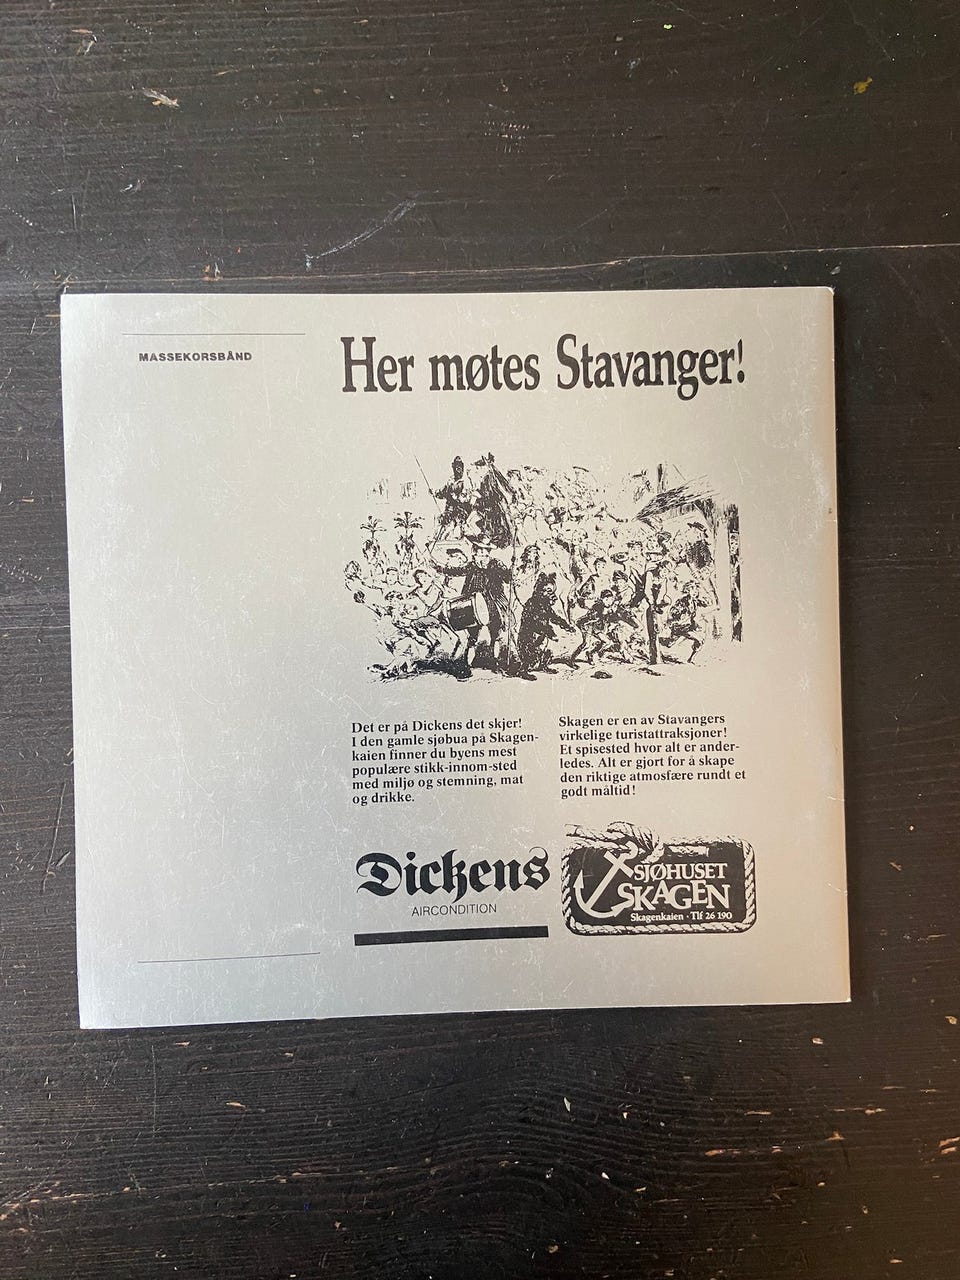 MASSEKORSBÅND
Her møtes Stavanger!
Det er på Dickens det skjer!
I den gamle sjøbua på Skagen-
kaien finner du byens mest
populære stikk-innom-sted
med miljø og stemning, mat
og drikke.
Skagen er en av Stavangers
virkelige turistattraksjoner!
Et spisested hvor alt er ander-
ledes. Alt er gjort for å skape
den riktige atmosfære rundt et
godt måltid!
Dickens
AIRCONDITION
SJØHUSET
SKAGEN
Skagenkaien · Tlf 26 190